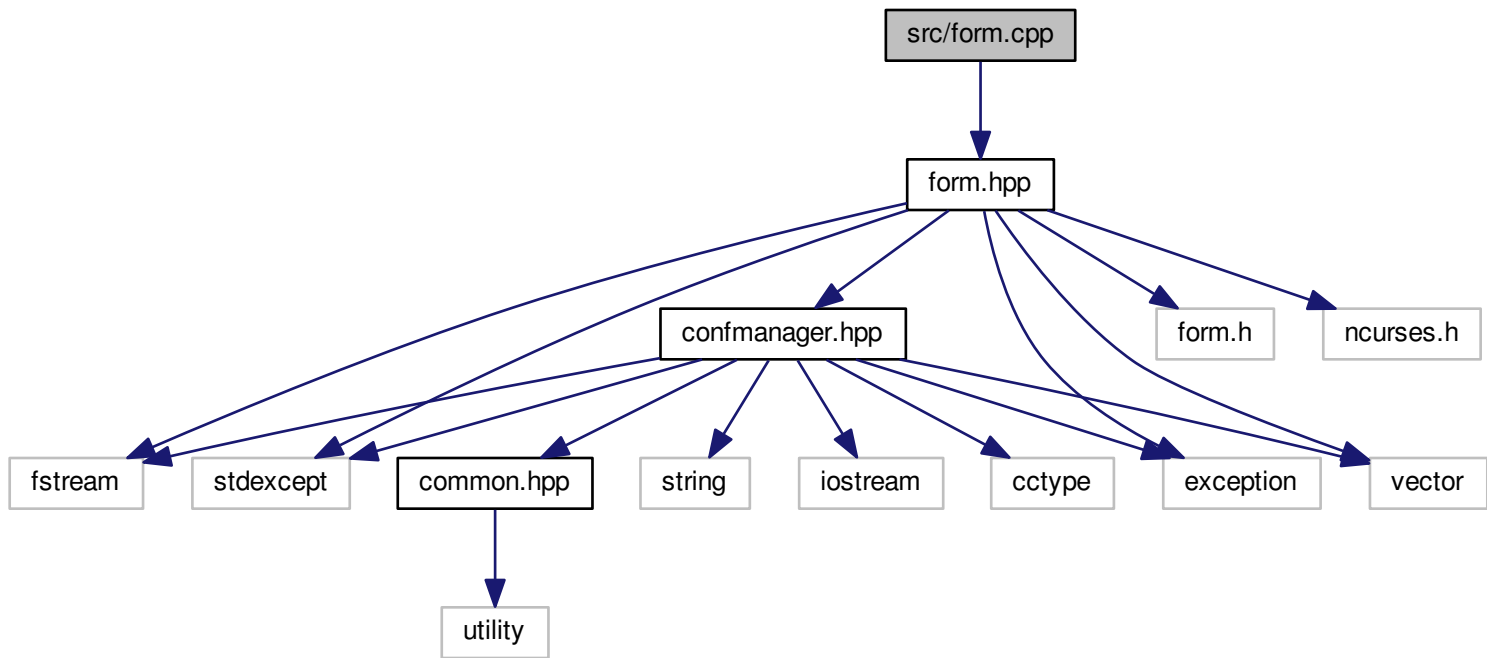 src/form.cpp
form.hpp
confmanager.hpp
form.h
ncurses.h
fstream
stdexcept
common.hpp
string
iostream
cctype
exception
vector
utility